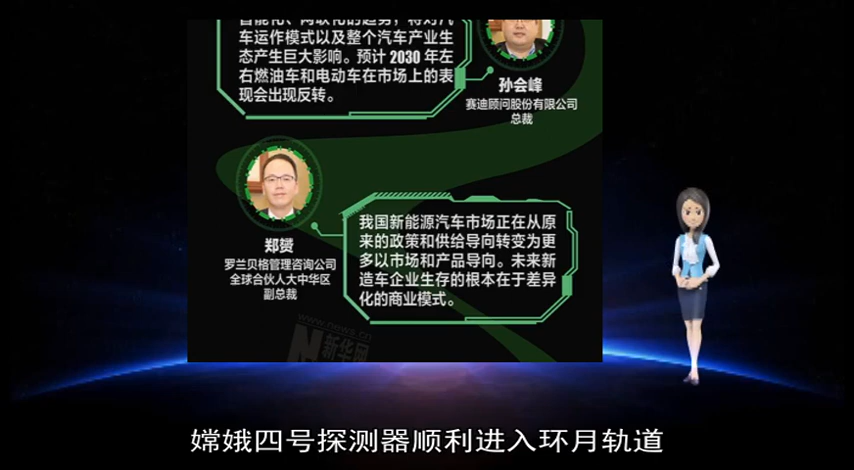 智能化、网联化的趋势，将对汽
车运作模式以及整个汽车产业生
态产生巨大影响。预计 2030 年左
右燃油车和电动车在市场上的表
现会出现反转。
孙会峰
赛迪顾问股份有限公司
总裁
郑赟
罗兰贝格管理咨询公司
全球合伙人大中华区
副总裁
我国新能源汽车市场正在从原
来的政策和供给导向转变为更
多以市场和产品导向。未来新
造车企业生存的根本在于差异
化的商业模式。
www.news.cn
新华网
嫦娥四号探测器顺利进入环月轨道